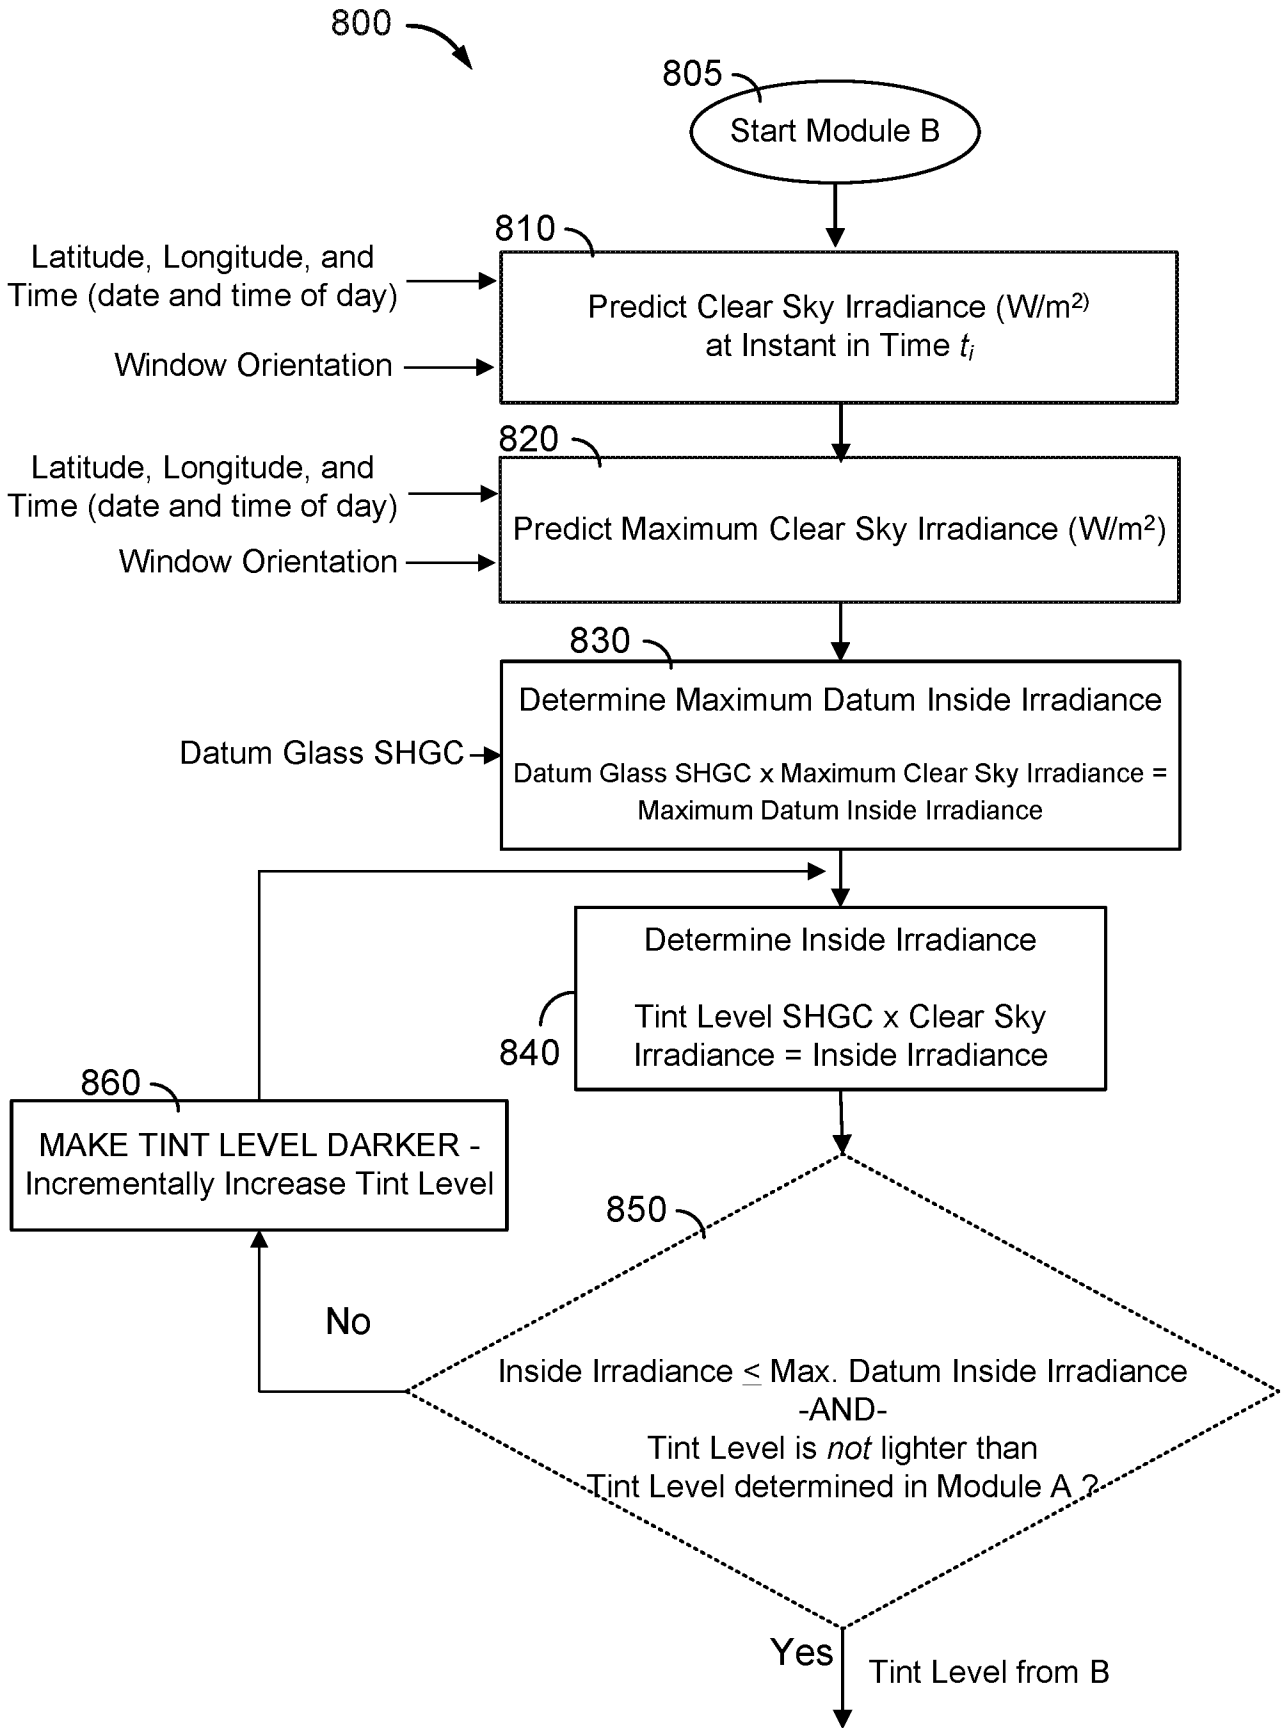 800
805
Start Module B
810
Latitude, Longitude, and
Time (date and time of day)
Window Orientation
Predict Clear Sky Irradiance (W/m²⁾
at Instant in Time tᵢ
820
Latitude, Longitude, and
Time (date and time of day)
Window Orientation
Predict Maximum Clear Sky Irradiance (W/m²)
830
Determine Maximum Datum Inside Irradiance
Datum Glass SHGC
Datum Glass SHGC x Maximum Clear Sky Irradiance =
Maximum Datum Inside Irradiance
Determine Inside Irradiance
Tint Level SHGC x Clear Sky
Irradiance = Inside Irradiance
840
860
MAKE TINT LEVEL DARKER -
Incrementally Increase Tint Level
850
No
Inside Irradiance ≤ Max. Datum Inside Irradiance
-AND-
Tint Level is not lighter than
Tint Level determined in Module A ?
Yes
Tint Level from B